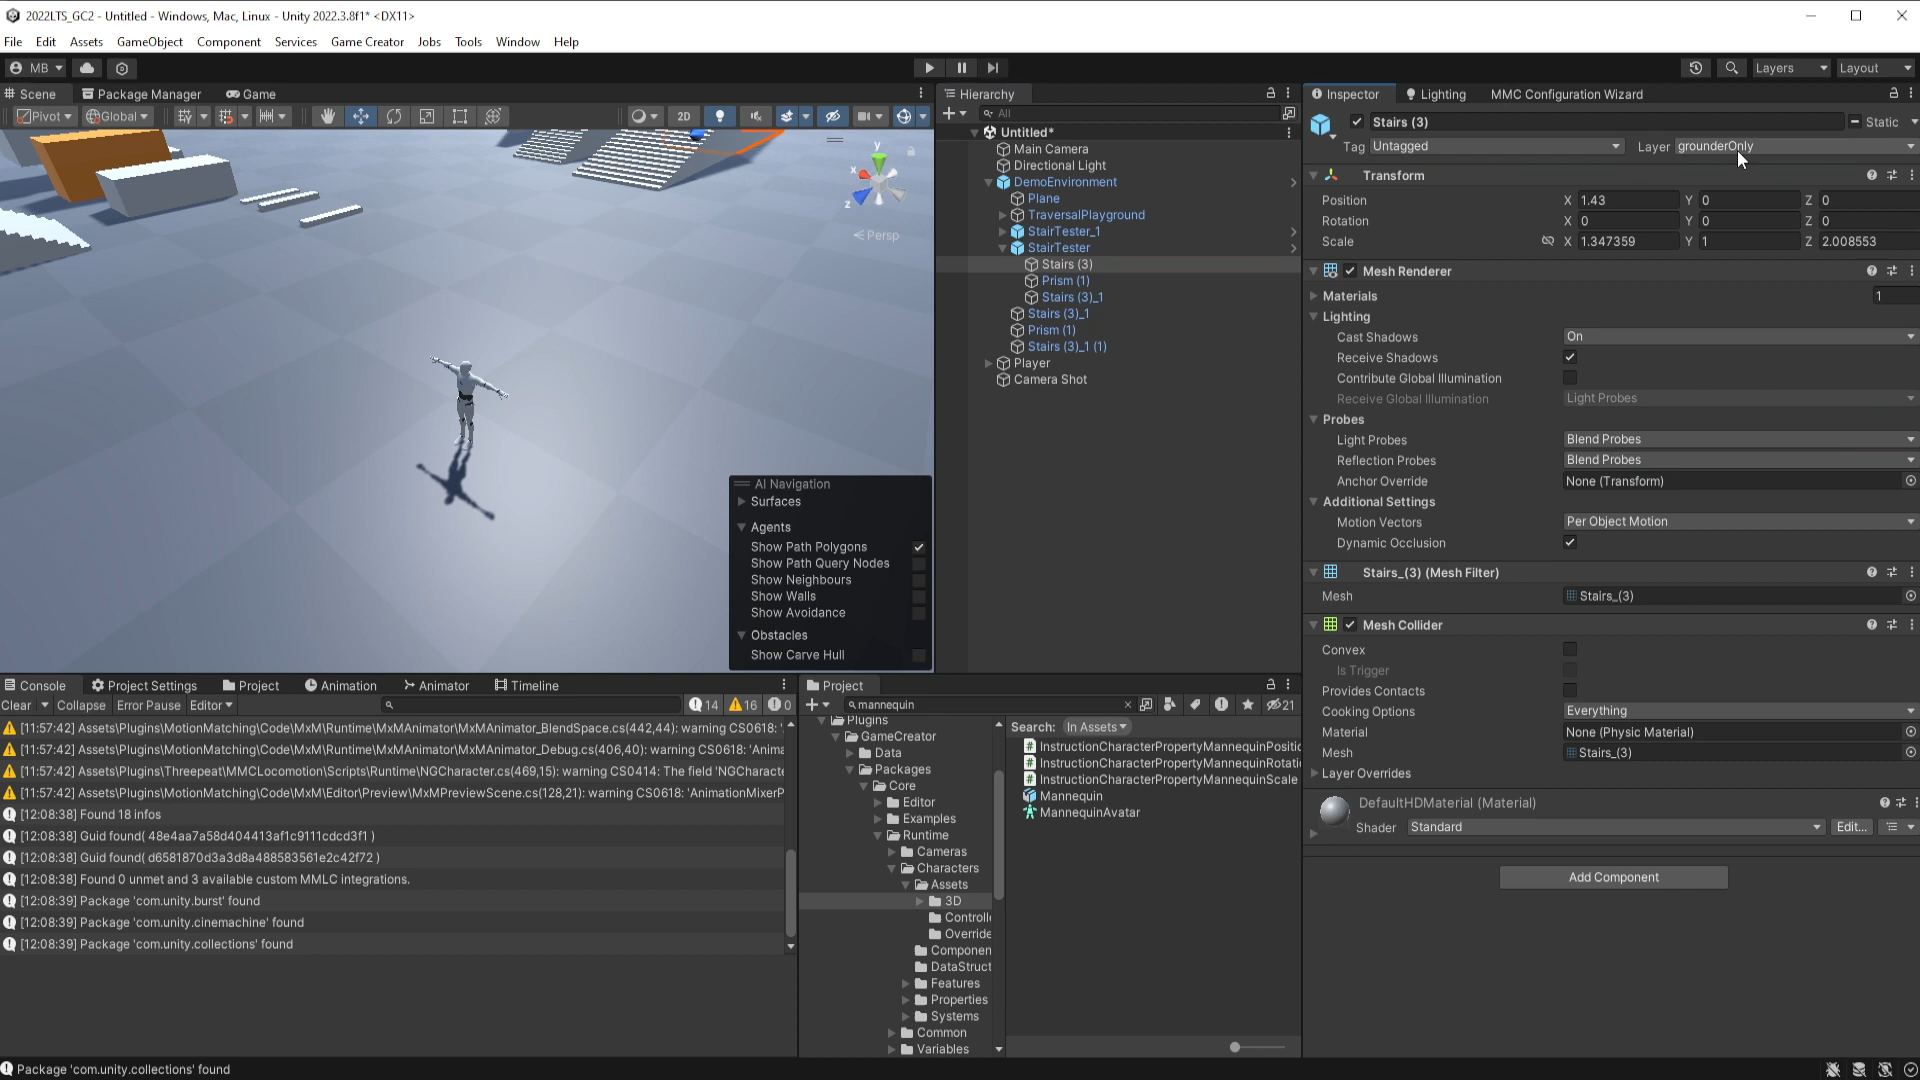 2022LTS_GC2 - Untitled - Windows, Mac, Linux - Unity 2022.3.8f1* <DX11>
File Edit Assets GameObject Component Services Game Creator Jobs Tools Window Help
MB
Layers Layout
Scene Package Manager Game
Pivot Global 2D
y
x
z
Persp
AI Navigation
Surfaces
Agents
Show Path Polygons
Show Path Query Nodes
Show Neighbours
Show Walls
Show Avoidance
Obstacles
Show Carve Hull
Hierarchy
All
Untitled*
Main Camera
Directional Light
DemoEnvironment
Plane
TraversalPlayground
StairTester_1
StairTester
Stairs (3)
Prism (1)
Stairs (3)_1
Stairs (3)_1
Prism (1)
Stairs (3)_1 (1)
Player
Camera Shot
Inspector Lighting MMC Configuration Wizard
Stairs (3) Static
Tag Untagged Layer grounderOnly
Transform
Position X 1.43 Y 0 Z 0
Rotation X 0 Y 0 Z 0
Scale X 1.347359 Y 1 Z 2.008553
Mesh Renderer
Materials 1
Lighting
Cast Shadows On
Receive Shadows
Contribute Global Illumination
Receive Global Illumination Light Probes
Probes
Light Probes Blend Probes
Reflection Probes Blend Probes
Anchor Override None (Transform)
Additional Settings
Motion Vectors Per Object Motion
Dynamic Occlusion
Stairs_(3) (Mesh Filter)
Mesh Stairs_(3)
Mesh Collider
Convex
Is Trigger
Provides Contacts
Cooking Options Everything
Material None (Physic Material)
Mesh Stairs_(3)
Layer Overrides
DefaultHDMaterial (Material)
Shader Standard Edit...
Add Component
Console Project Settings Project Animation Animator Timeline
Clear Collapse Error Pause Editor 14 16 0
[11:57:42] Assets\Plugins\MotionMatching\Code\MxM\Runtime\MxMAnimator\MxMAnimator_BlendSpace.cs(442,44): warning CS0618: '
[11:57:42] Assets\Plugins\MotionMatching\Code\MxM\Runtime\MxMAnimator\MxMAnimator_Debug.cs(406,40): warning CS0618: 'Anima
[11:57:42] Assets\Plugins\Threepeat\MMCLocomotion\Scripts\Runtime\NGCharacter.cs(469,15): warning CS0414: The field 'NGCharacte
[11:57:42] Assets\Plugins\MotionMatching\Code\MxM\Editor\Preview\MxMPreviewScene.cs(128,21): warning CS0618: 'AnimationMixerP
[12:08:38] Found 18 infos
[12:08:38] Guid found( 48e4aa7a58d404413af1c9111cdcd3f1 )
[12:08:38] Guid found( d6581870d3a3d8a488583561e2c42f72 )
[12:08:38] Found 0 unmet and 3 available custom MMLC integrations.
[12:08:39] Package 'com.unity.burst' found
[12:08:39] Package 'com.unity.cinemachine' found
[12:08:39] Package 'com.unity.collections' found
Project
mannequin 21
Plugins
GameCreator
Data
Packages
Core
Editor
Examples
Runtime
Cameras
Characters
Assets
3D
Controll
Override
Componen
DataStruct
Features
Properties
Systems
Common
Variables
Search: In Assets
InstructionCharacterPropertyMannequinPositio
InstructionCharacterPropertyMannequinRotati
InstructionCharacterPropertyMannequinScale
Mannequin
MannequinAvatar
Package 'com.unity.collections' found